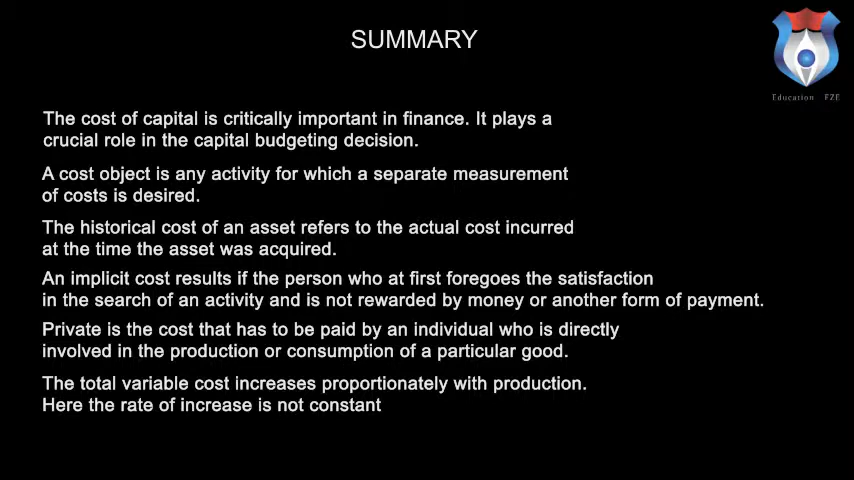 SUMMARY
Education FZE
The cost of capital is critically important in finance. It plays a
crucial role in the capital budgeting decision.
A cost object is any activity for which a separate measurement
of costs is desired.
The historical cost of an asset refers to the actual cost incurred
at the time the asset was acquired.
An implicit cost results if the person who at first foregoes the satisfaction
in the search of an activity and is not rewarded by money or another form of payment.
Private is the cost that has to be paid by an individual who is directly
involved in the production or consumption of a particular good.
The total variable cost increases proportionately with production.
Here the rate of increase is not constant